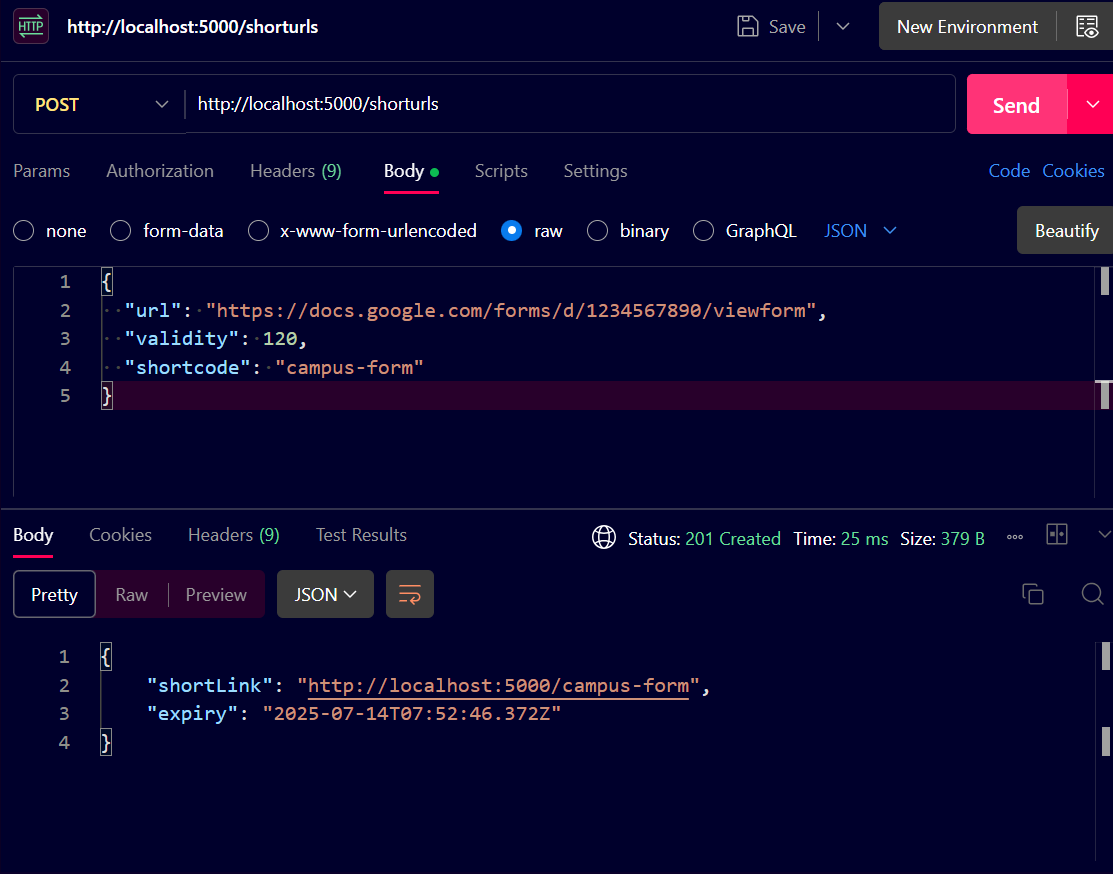 HTTP http://localhost:5000/shorturls Save New Environment
POST http://localhost:5000/shorturls Send
Params Authorization Headers (9) Body Scripts Settings Code Cookies
none form-data x-www-form-urlencoded raw binary GraphQL JSON Beautify
1 {
2 "url": "https://docs.google.com/forms/d/1234567890/viewform",
3 "validity": 120,
4 "shortcode": "campus-form"
5 }
Body Cookies Headers (9) Test Results Status: 201 Created Time: 25 ms Size: 379 B
Pretty Raw Preview JSON
1 {
2 "shortLink": "http://localhost:5000/campus-form",
3 "expiry": "2025-07-14T07:52:46.372Z"
4 }